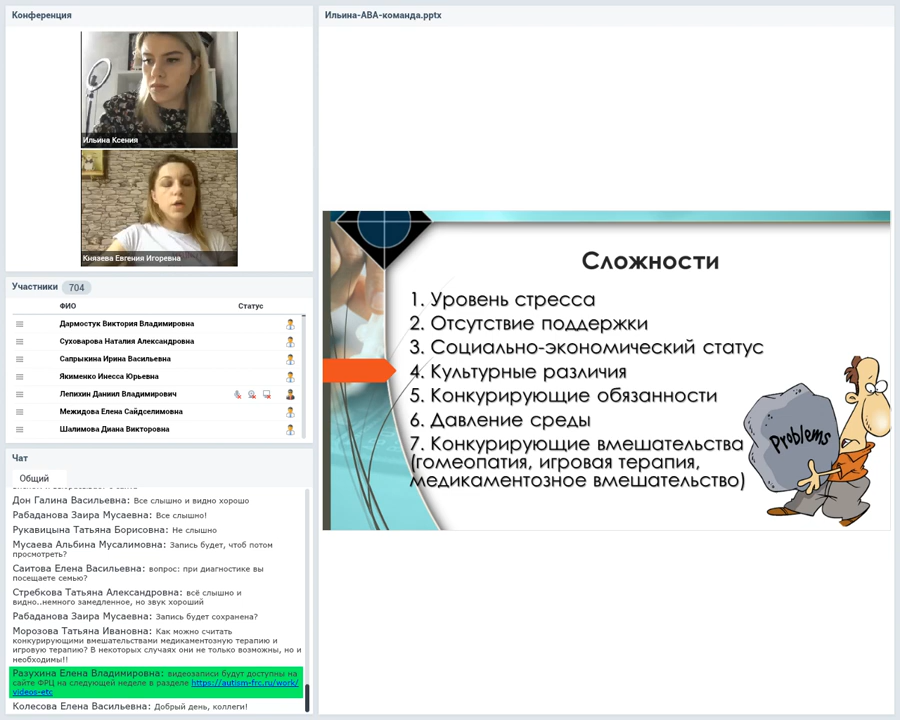 Конференция
Ильина Ксения
Князева Евгения Игоревна
Участники 704
ФИО Статус
Дармостук Виктория Владимировна
Суховарова Наталия Александровна
Сапрыкина Ирина Васильевна
Якименко Инесса Юрьевна
Лепихин Даниил Владимирович
Межидова Елена Сайдселимовна
Шалимова Диана Викторовна
Чат
Общий
Дон Галина Васильевна: Все слышно и видно хорошо
Рабаданова Заира Мусаевна: Все слышно!
Рукавицына Татьяна Борисовна: Не слышно
Мусаева Альбина Мусалимовна: Запись будет, чтоб потом
просмотреть?
Саитова Елена Васильевна: вопрос: при диагностике вы
посещаете семью?
Стребкова Татьяна Александровна: всё слышно и
видно..немного замедленное, но звук хороший
Рабаданова Заира Мусаевна: Запись будет сохранена?
Морозова Татьяна Ивановна: Как можно считать
конкурирующими вмешательствами медикаментозную терапию и
игровую терапию? В некоторых случаях они не только возможны, но и
необходимы!!
Разухина Елена Владимировна: видеозаписи будут доступны на
сайте ФРЦ на следующей неделе в разделе https://autism-frc.ru/work/
videos-etc
Колесова Елена Васильевна: Добрый день, коллеги!
Ильина-АВА-команда.pptx
Сложности
1. Уровень стресса
2. Отсутствие поддержки
3. Социально-экономический статус
4. Культурные различия
5. Конкурирующие обязанности
6. Давление среды
7. Конкурирующие вмешательства
(гомеопатия, игровая терапия,
медикаментозное вмешательство)
Problems